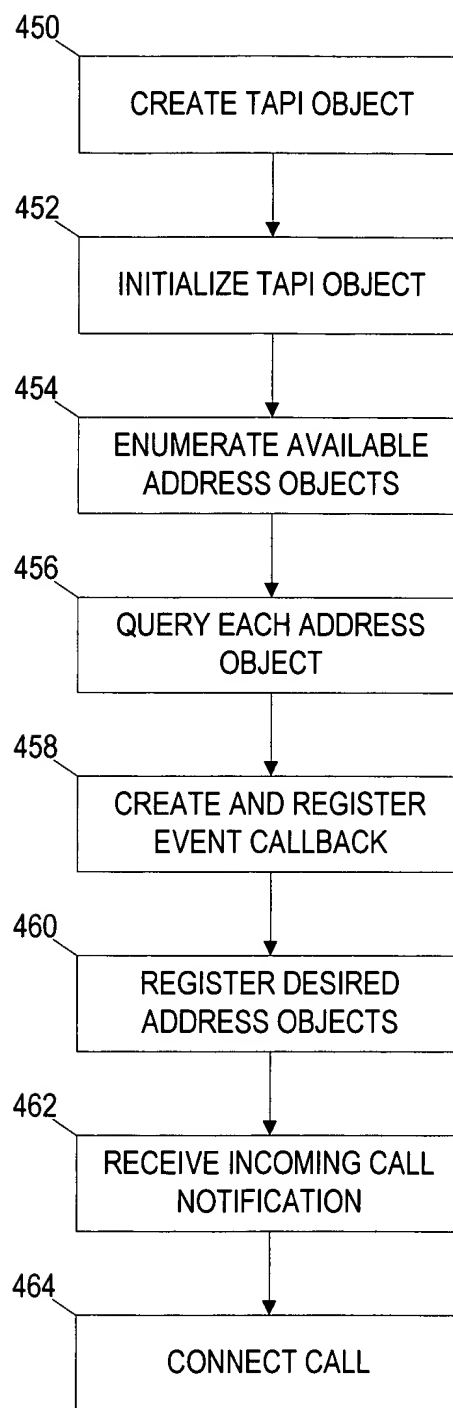 450
CREATE TAPI OBJECT
452
INITIALIZE TAPI OBJECT
454
ENUMERATE AVAILABLE
ADDRESS OBJECTS
456
QUERY EACH ADDRESS
OBJECT
458
CREATE AND REGISTER
EVENT CALLBACK
460
REGISTER DESIRED
ADDRESS OBJECTS
462
RECEIVE INCOMING CALL
NOTIFICATION
464
CONNECT CALL